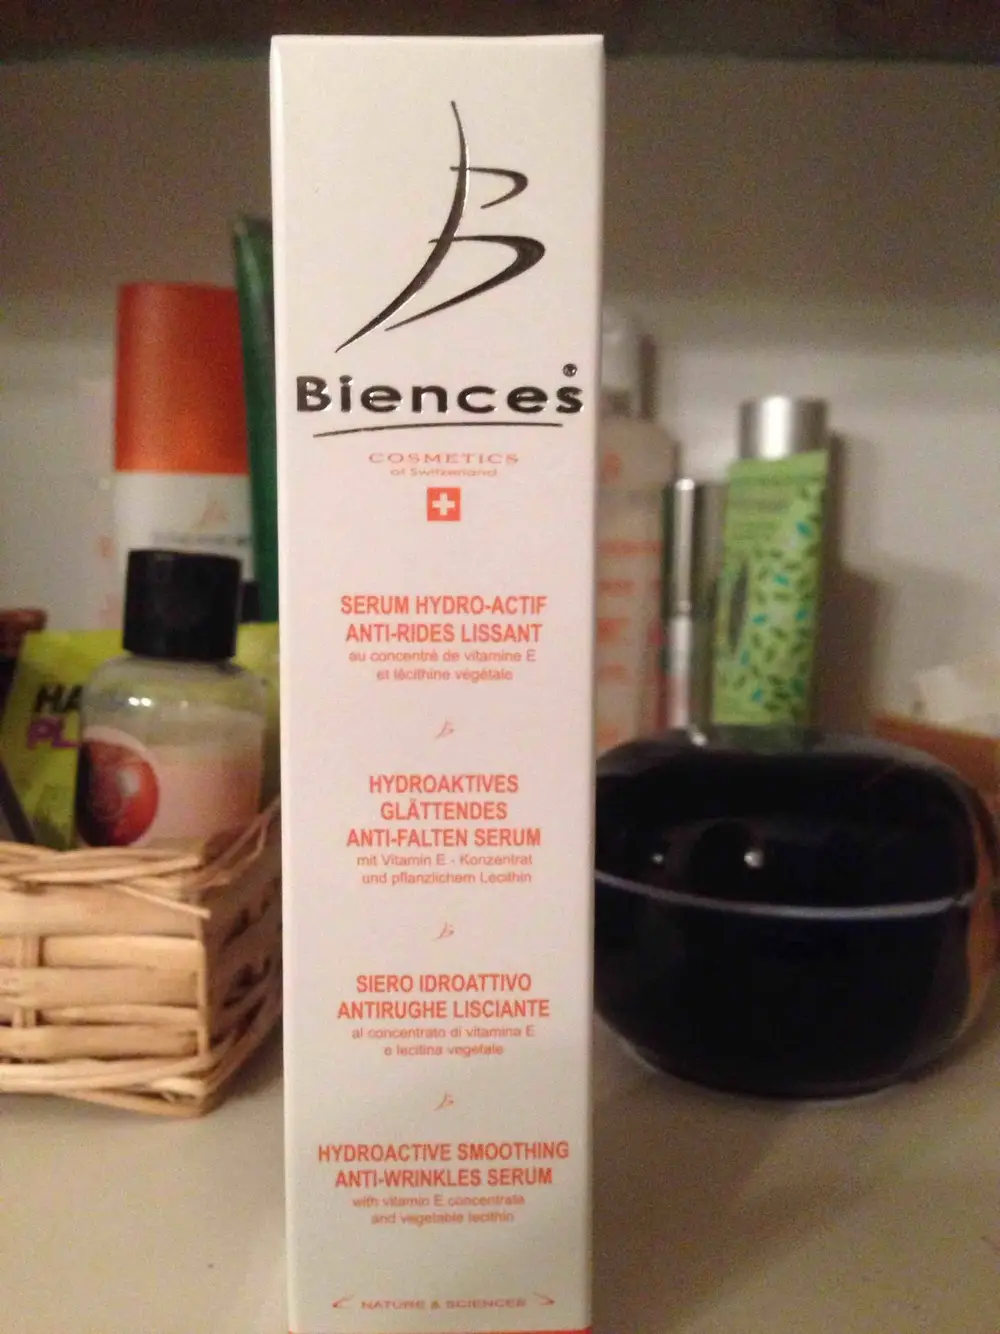 Biences®
COSMETICS
of Switzerland
SERUM HYDRO-ACTIF
ANTI-RIDES LISSANT
au concentré de vitamine E
et lécithine végétale
HYDROAKTIVES
GLÄTTENDES
ANTI-FALTEN SERUM
mit Vitamin E - Konzentrat
und pflanzlichem Lecithin
SIERO IDROATTIVO
ANTIRUGHE LISCIANTE
al concentrato di vitamina E
e lecitina vegetale
HYDROACTIVE SMOOTHING
ANTI-WRINKLES SERUM
with vitamin E concentrate
and vegetable lecithin
NATURE & SCIENCES
HA
PL